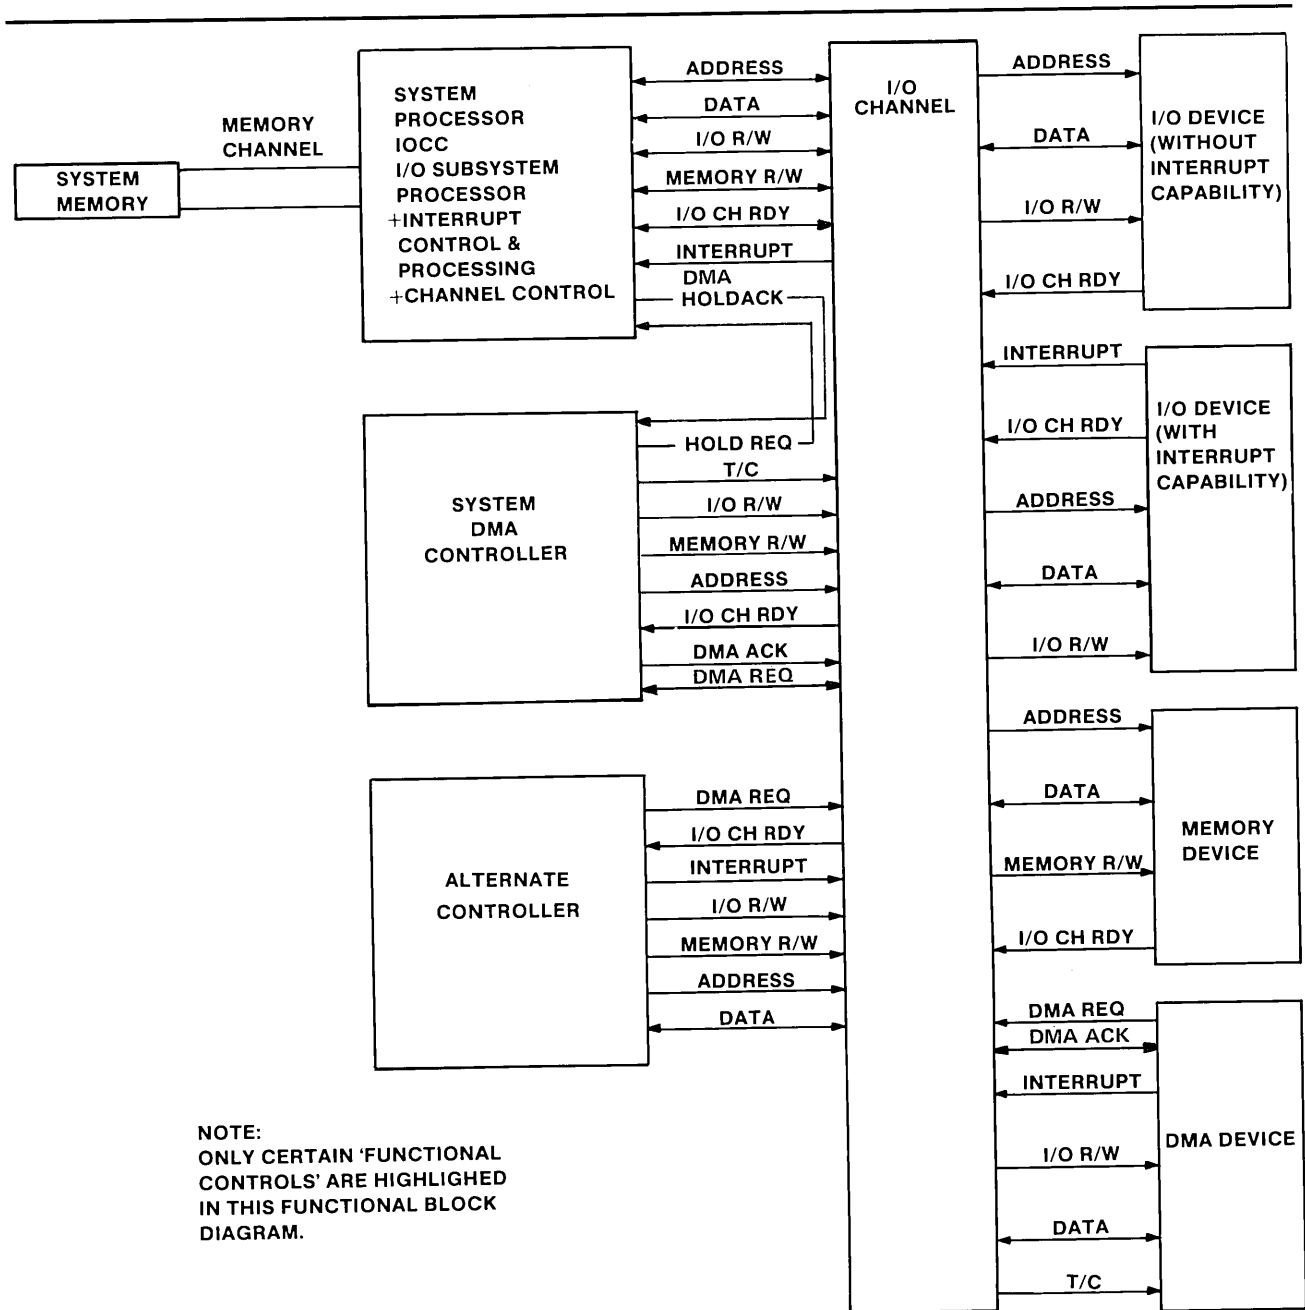 SYSTEM
MEMORY
MEMORY
CHANNEL
SYSTEM
PROCESSOR
IOCC
I/O SUBSYSTEM
PROCESSOR
+INTERRUPT
CONTROL &
PROCESSING
+CHANNEL CONTROL
ADDRESS
DATA
I/O R/W
MEMORY R/W
I/O CH RDY
INTERRUPT
DMA
HOLDACK
SYSTEM
DMA
CONTROLLER
HOLD REQ
T/C
I/O R/W
MEMORY R/W
ADDRESS
I/O CH RDY
DMA ACK
DMA REQ
ALTERNATE
CONTROLLER
DMA REQ
I/O CH RDY
INTERRUPT
I/O R/W
MEMORY R/W
ADDRESS
DATA
I/O
CHANNEL
ADDRESS
DATA
I/O R/W
I/O CH RDY
I/O DEVICE
(WITHOUT
INTERRUPT
CAPABILITY)
INTERRUPT
I/O CH RDY
ADDRESS
DATA
I/O R/W
I/O DEVICE
(WITH
INTERRUPT
CAPABILITY)
ADDRESS
DATA
MEMORY R/W
I/O CH RDY
MEMORY
DEVICE
DMA REQ
DMA ACK
INTERRUPT
I/O R/W
DATA
T/C
DMA DEVICE
NOTE:
ONLY CERTAIN ‘FUNCTIONAL
CONTROLS’ ARE HIGHLIGHED
IN THIS FUNCTIONAL BLOCK
DIAGRAM.